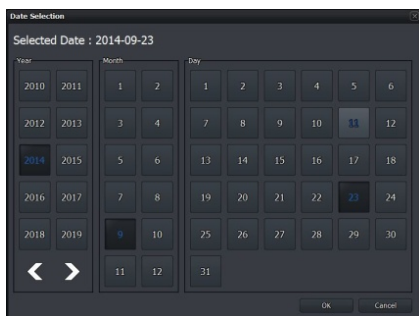 Date Selection
Selected Date : 2014-09-23
Year Month Day
2010 2011 1 2 1 2 3 4 5 6
2012 2013 3 4 7 8 9 10 11 12
2014 2015 5 6 13 14 15 16 17 18
2016 2017 7 8 19 20 21 22 23 24
2018 2019 9 10 25 26 27 28 29 30
11 12 31
OK Cancel